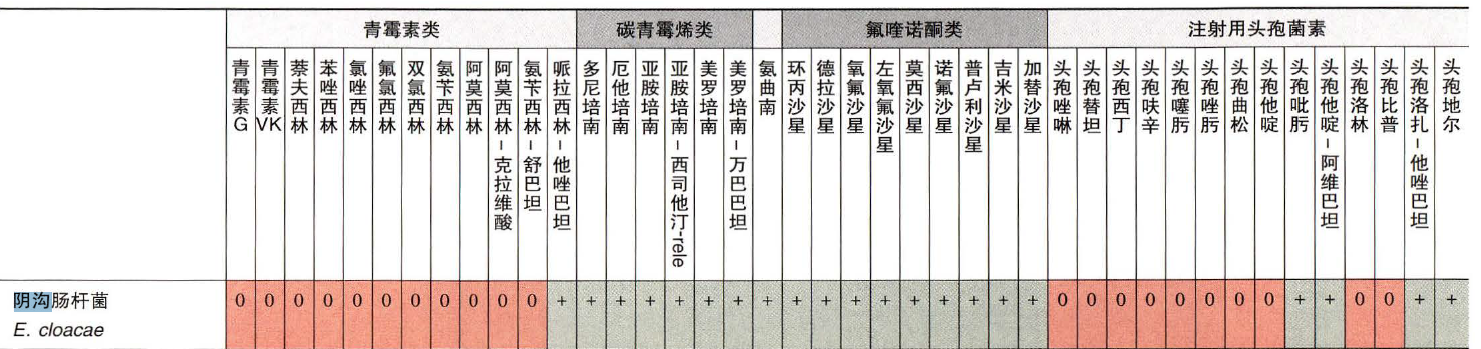 青霉素类 碳青霉烯类 氟喹诺酮类 注射用头孢菌素
青霉素G
青霉素VK
萘夫西林
苯唑西林
氯唑西林
氟氯西林
双氯西林
氨苄西林
阿莫西林
阿莫西林–克拉维酸
氨苄西林–舒巴坦
哌拉西林–他唑巴坦
多尼培南
厄他培南
亚胺培南
亚胺培南–西司他汀-rele
美罗培南
美罗培南–万巴巴坦
氨曲南
环丙沙星
德拉沙星
氧氟沙星
左氧氟沙星
莫西沙星
诺氟沙星
普卢利沙星
吉米沙星
加替沙星
头孢唑啉
头孢替坦
头孢西丁
头孢呋辛
头孢噻肟
头孢唑肟
头孢曲松
头孢他啶
头孢吡肟
头孢他啶–阿维巴坦
头孢洛林
头孢比普
头孢洛扎–他唑巴坦
头孢地尔
阴沟肠杆菌 0 0 0 0 0 0 0 0 0 0 0 + + + + + + + + + + + + + + + + + 0 0 0 0 0 0 0 0 + + 0 0 + +
E. cloacae